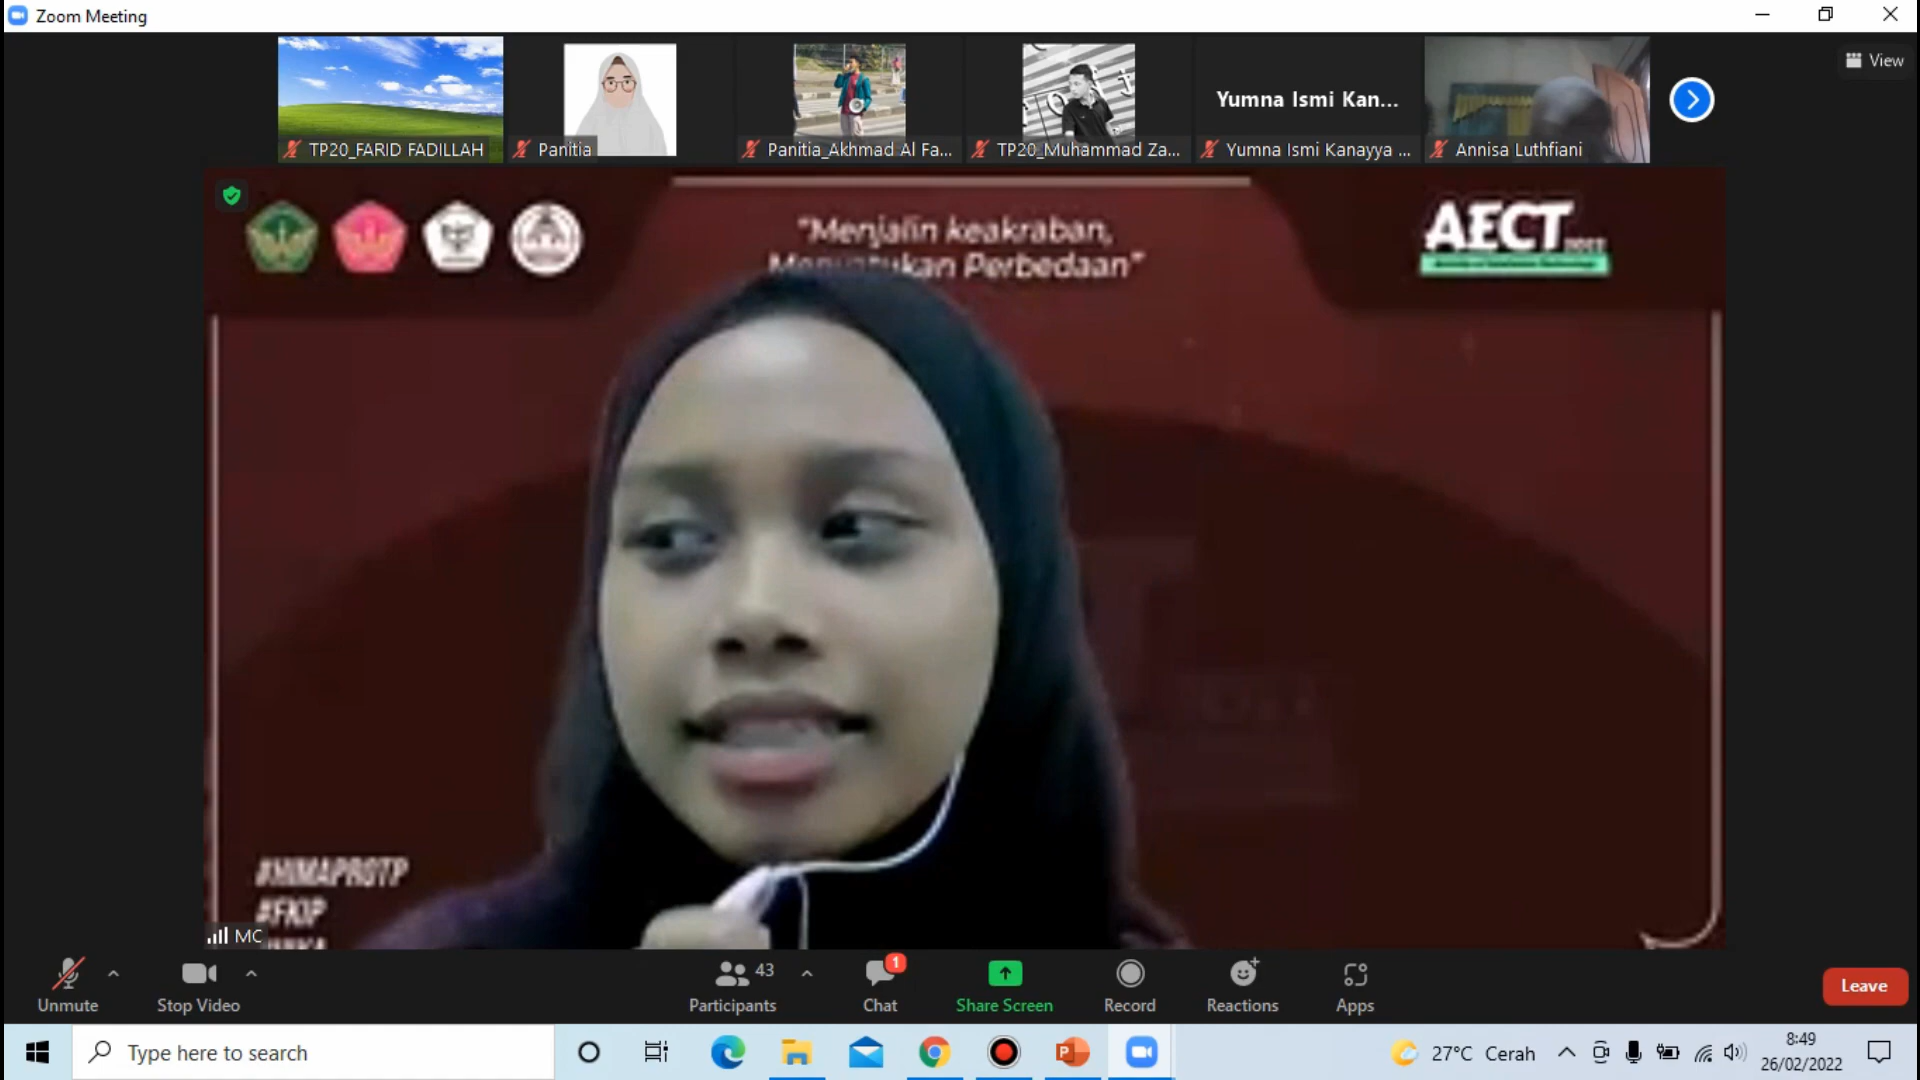 Zoom Meeting
View
Yumna Ismi Kan...
TP20_FARID FADILLAH
Panitia
Panitia_Akhmad Al Fa...
TP20_Muhammad Za...
Yumna Ismi Kanayya ...
Annisa Luthfiani
"Menjalin keakraban,
Perbedaan"
AECT
#HIMAPROTP
#FKIP
MC
Unmute
Stop Video
43
Participants
1
Chat
Share Screen
Record
Reactions
Apps
Leave
Type here to search
27°C Cerah
8:49
26/02/2022